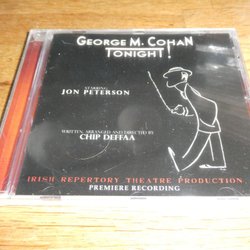 GEORGE M. COHAN
TONIGHT!
STARRING
JON PETERSON
WRITTEN, ARRANGED AND DIRECTED BY
CHIP DEFFAA
IRISH REPERTORY THEATRE PRODUCTION
PREMIERE RECORDING